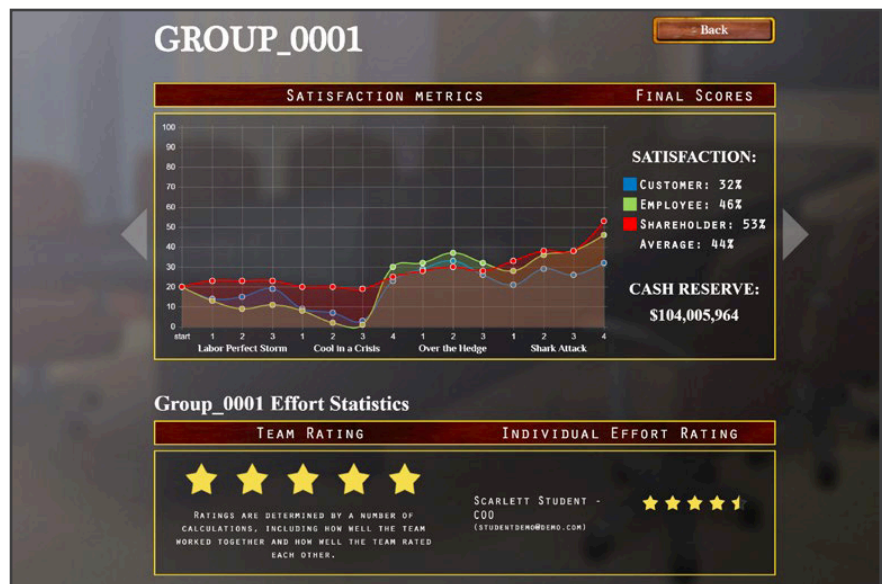 GROUP_0001
Back
SATISFACTION METRICS
FINAL SCORES
100
90
80
70
60
50
40
30
20
10
0
start 1 2 3 1 2 3 4 1 2 3 1 2 3 4
Labor Perfect Storm Cool in a Crisis Over the Hedge Shark Attack
SATISFACTION:
CUSTOMER: 32%
EMPLOYEE: 46%
SHAREHOLDER: 53%
AVERAGE: 44%
CASH RESERVE:
$104,005,964
Group_0001 Effort Statistics
TEAM RATING
INDIVIDUAL EFFORT RATING
RATINGS ARE DETERMINED BY A NUMBER OF
CALCULATIONS, INCLUDING HOW WELL THE TEAM
WORKED TOGETHER AND HOW WELL THE TEAM RATED
EACH OTHER.
SCARLETT STUDENT -
COO
(STUDENTDEMO@DEMO.COM)